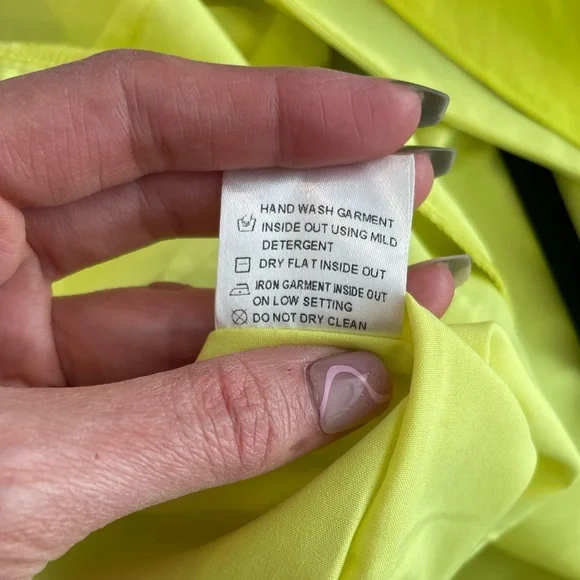 HAND WASH GARMENT
INSIDE OUT USING MILD
DETERGENT
DRY FLAT INSIDE OUT
IRON GARMENT INSIDE OUT
ON LOW SETTING
DO NOT DRY CLEAN